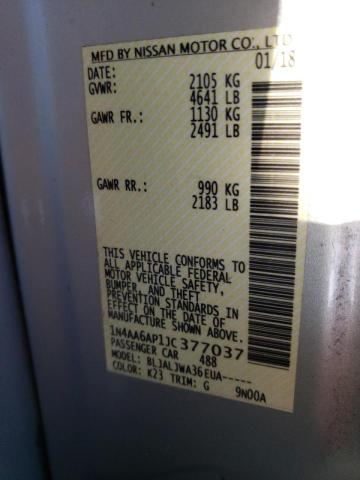 MFD BY NISSAN MOTOR CO., LTD
DATE: 01/18
GVWR: 2105 KG
4641 LB
GAWR FR.: 1130 KG
2491 LB
GAWR RR.: 990 KG
2183 LB
THIS VEHICLE CONFORMS TO
ALL APPLICABLE FEDERAL
MOTOR VEHICLE SAFETY,
BUMPER, AND THEFT
PREVENTION STANDARDS
IN EFFECT ON THE DATE OF
MANUFACTURE SHOWN ABOVE.
1N4AA6AP1JC377037
PASSENGER CAR 488
MODEL: BLJALJWA36EUA-----
COLOR: K23 TRIM: G 9N00A